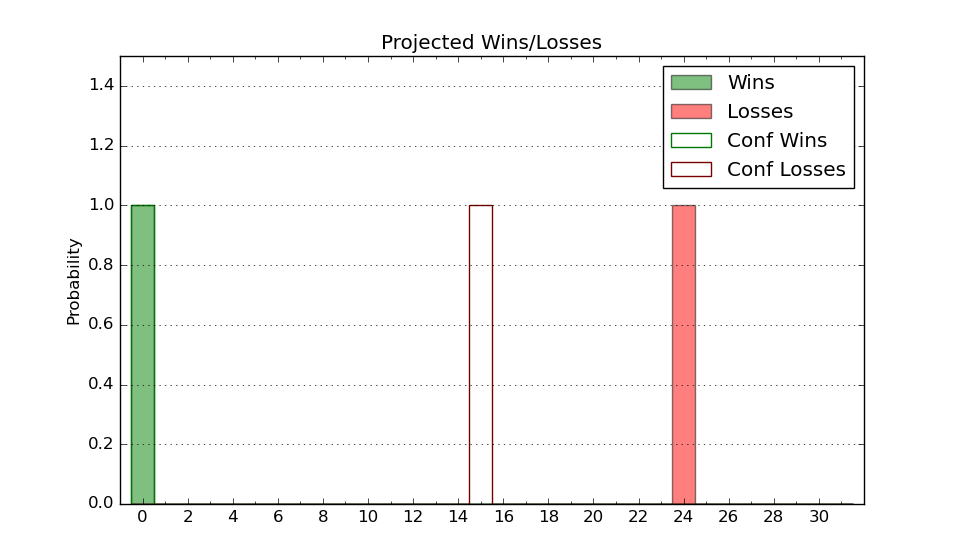 Projected Wins/Losses
Wins
Losses
Conf Wins
Conf Losses
Probability
1.4
1.2
1.0
0.8
0.6
0.4
0.2
0.0
0 2 4 6 8 10 12 14 16 18 20 22 24 26 28 30